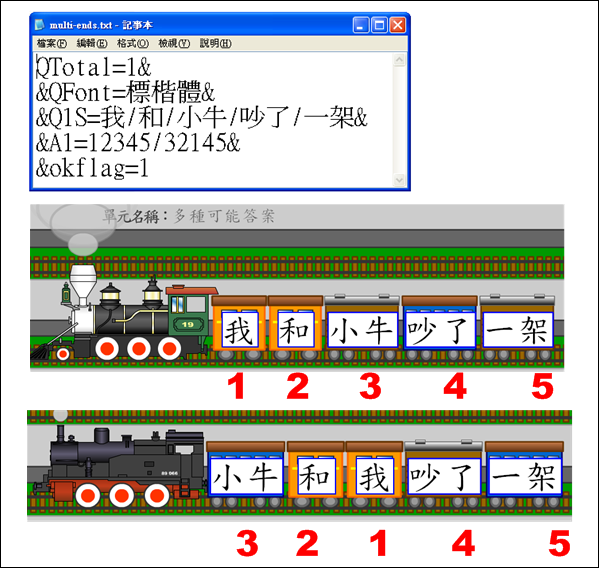 multi-ends.txt - 記事本
檔案(F) 編輯(E) 格式(O) 檢視(V) 說明(H)
QTotal=1&
&QFont=標楷體&
&Q1S=我/和/小牛/吵了/一架&
&A1=12345/32145&
&okflag=1
單元名稱：多種可能答案
19
我 和 小牛 吵了 一架
1 2 3 4 5
小牛 和 我 吵了 一架
3 2 1 4 5